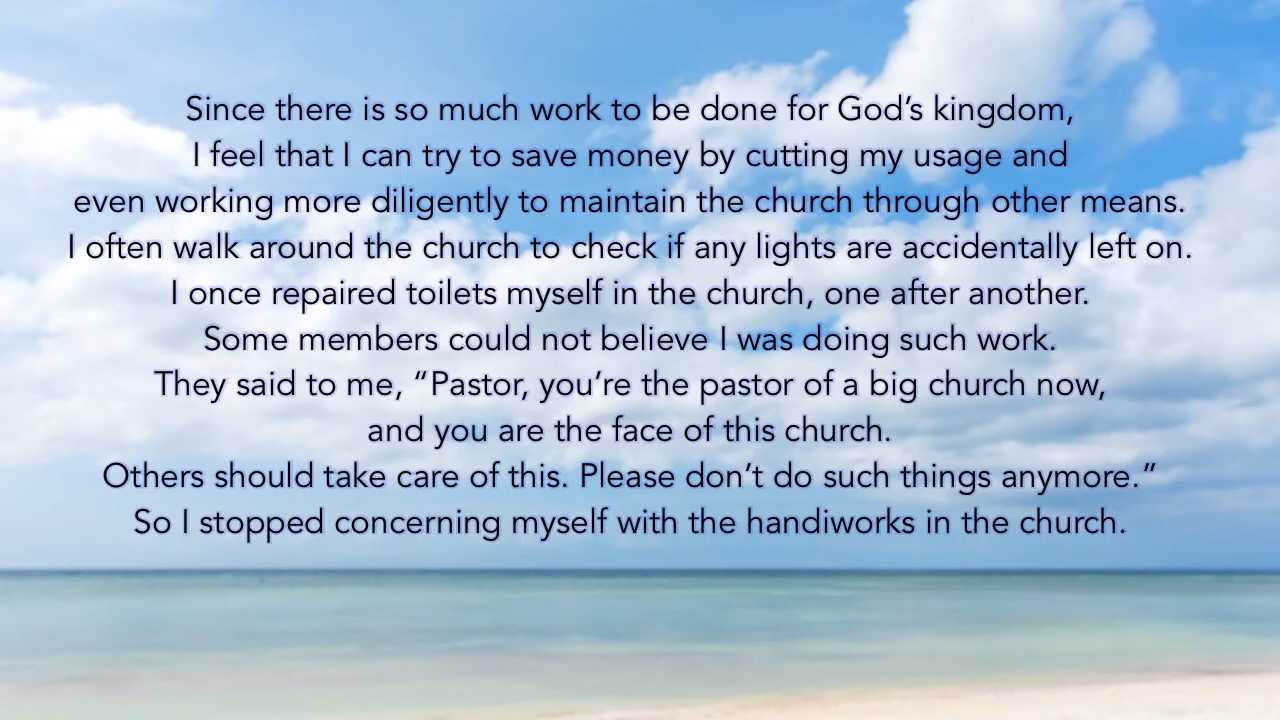 Since there is so much work to be done for God’s kingdom,
I feel that I can try to save money by cutting my usage and
even working more diligently to maintain the church through other means.
I often walk around the church to check if any lights are accidentally left on.
I once repaired toilets myself in the church, one after another.
Some members could not believe I was doing such work.
They said to me, “Pastor, you’re the pastor of a big church now,
and you are the face of this church.
Others should take care of this. Please don’t do such things anymore.”
So I stopped concerning myself with the handiworks in the church.